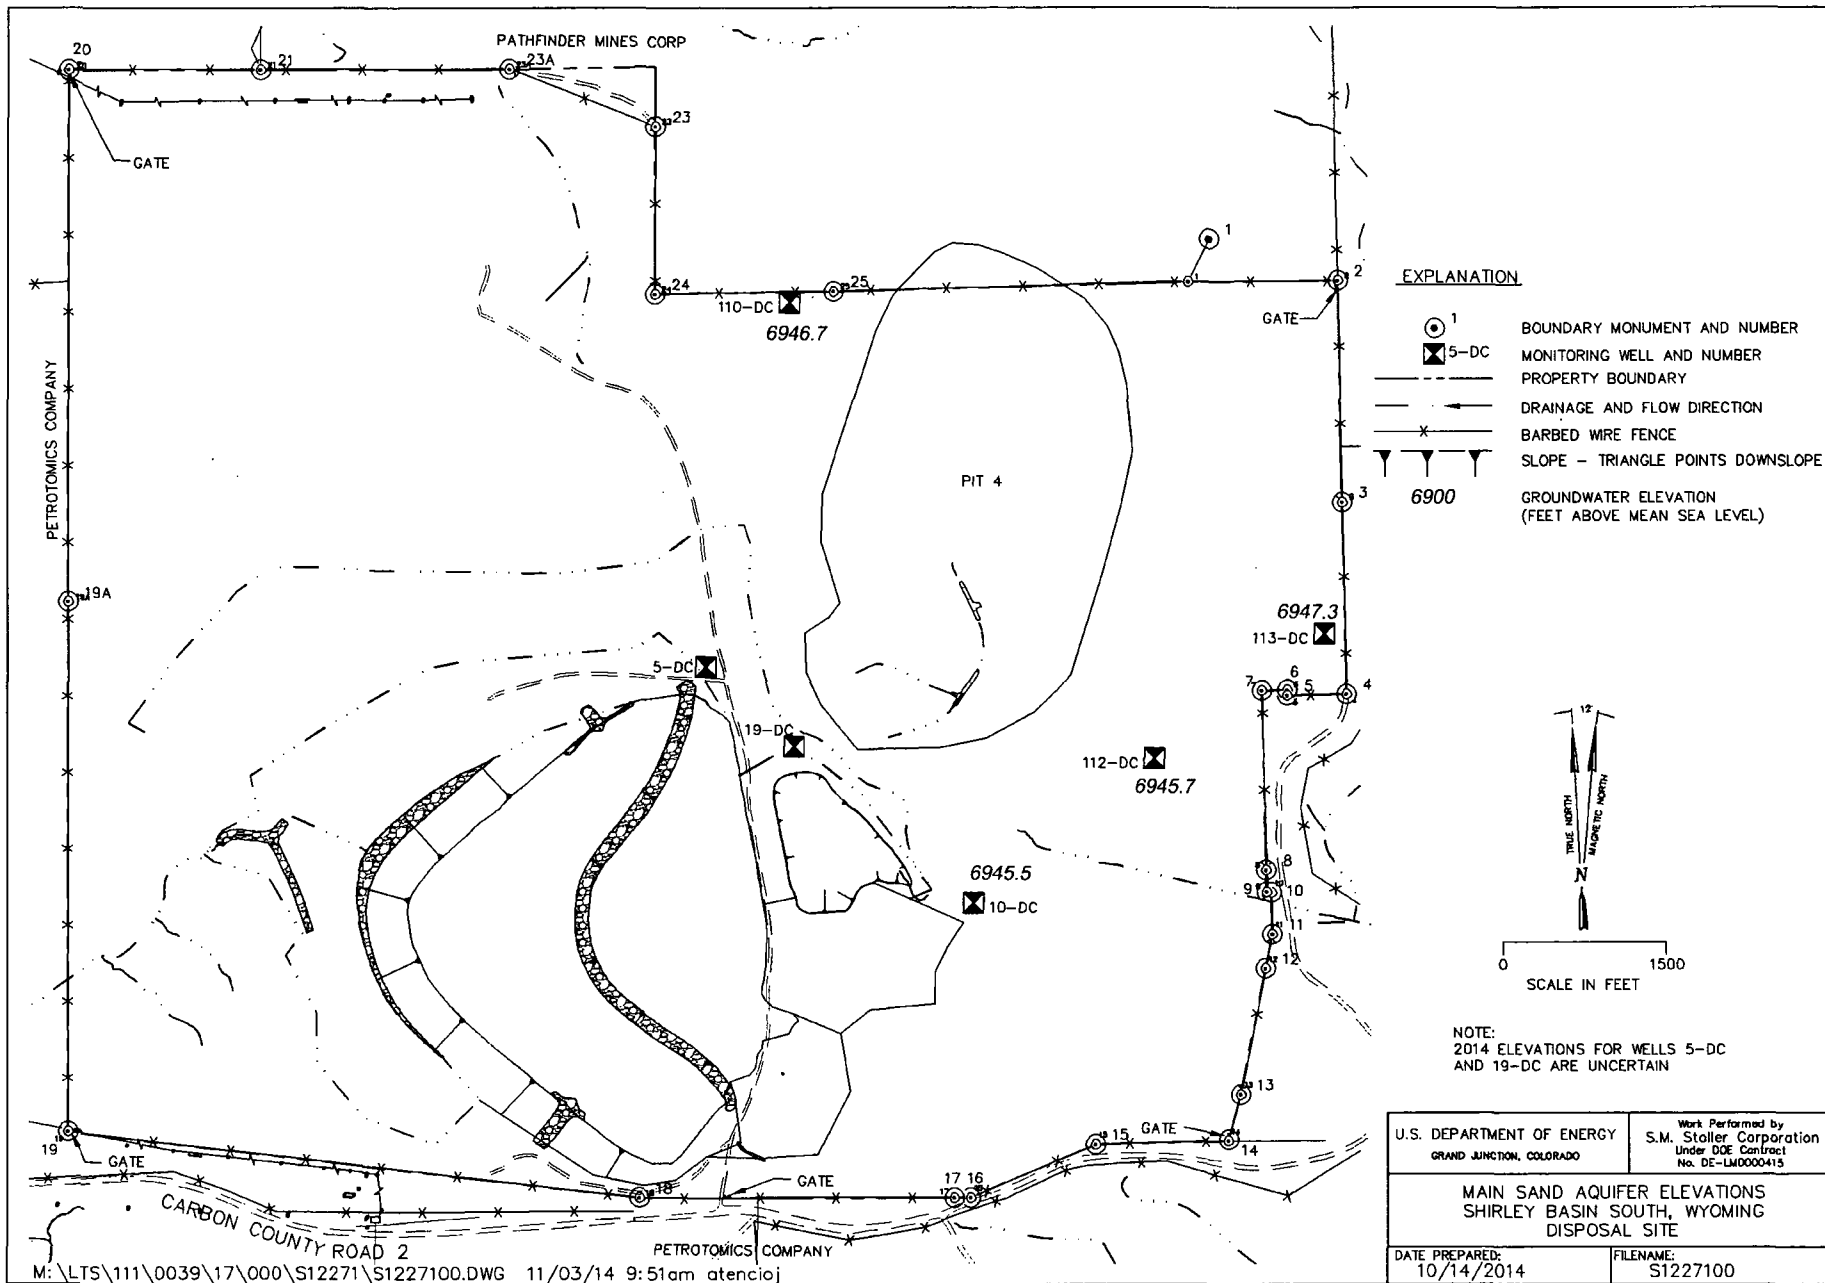 PATHFINDER MINES CORP
20
21
23A
23
GATE
24
25
110-DC
6946.7
1
1
2
GATE
PETROTOMICS COMPANY
PIT 4
3
19A
6947.3
113-DC
5-DC
7
6
5
4
19-DC
112-DC
6945.7
6945.5
10-DC
8
9
10
11
12
13
GATE
14
15
19
GATE
18
GATE
17
16
CARBON COUNTY ROAD 2
PETROTOMICS COMPANY
M:\LTS\111\0039\17\000\S12271\S1227100.DWG 11/03/14 9:51am atencioj
EXPLANATION
1
BOUNDARY MONUMENT AND NUMBER
5-DC
MONITORING WELL AND NUMBER
PROPERTY BOUNDARY
DRAINAGE AND FLOW DIRECTION
BARBED WIRE FENCE
SLOPE - TRIANGLE POINTS DOWNSLOPE
6900
GROUNDWATER ELEVATION
(FEET ABOVE MEAN SEA LEVEL)
12°
TRUE NORTH
MAGNETIC NORTH
N
0
1500
SCALE IN FEET
NOTE:
2014 ELEVATIONS FOR WELLS 5-DC
AND 19-DC ARE UNCERTAIN
U.S. DEPARTMENT OF ENERGY
GRAND JUNCTION, COLORADO
Work Performed by
S.M. Stoller Corporation
Under DOE Contract
No. DE-LM0000415
MAIN SAND AQUIFER ELEVATIONS
SHIRLEY BASIN SOUTH, WYOMING
DISPOSAL SITE
DATE PREPARED:
10/14/2014
FILENAME:
S1227100